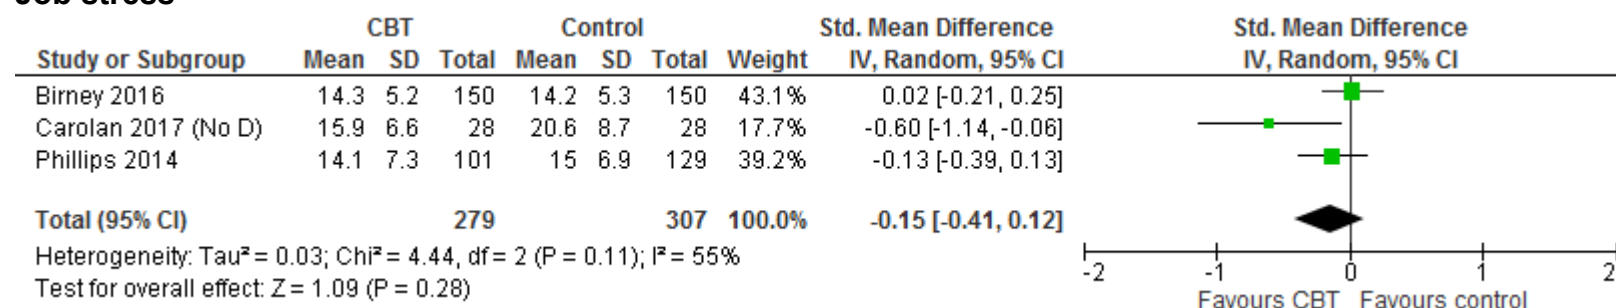 Job stress
CBT Control Std. Mean Difference Std. Mean Difference
Study or Subgroup Mean SD Total Mean SD Total Weight IV, Random, 95% CI IV, Random, 95% CI
Birney 2016 14.3 5.2 150 14.2 5.3 150 43.1% 0.02 [-0.21, 0.25]
Carolan 2017 (No D) 15.9 6.6 28 20.6 8.7 28 17.7% -0.60 [-1.14, -0.06]
Phillips 2014 14.1 7.3 101 15 6.9 129 39.2% -0.13 [-0.39, 0.13]
Total (95% CI) 279 307 100.0% -0.15 [-0.41, 0.12]
Heterogeneity: Tau² = 0.03; Chi² = 4.44, df = 2 (P = 0.11); I² = 55%
Test for overall effect: Z = 1.09 (P = 0.28)
-2 -1 0 1 2
Favours CBT Favours control